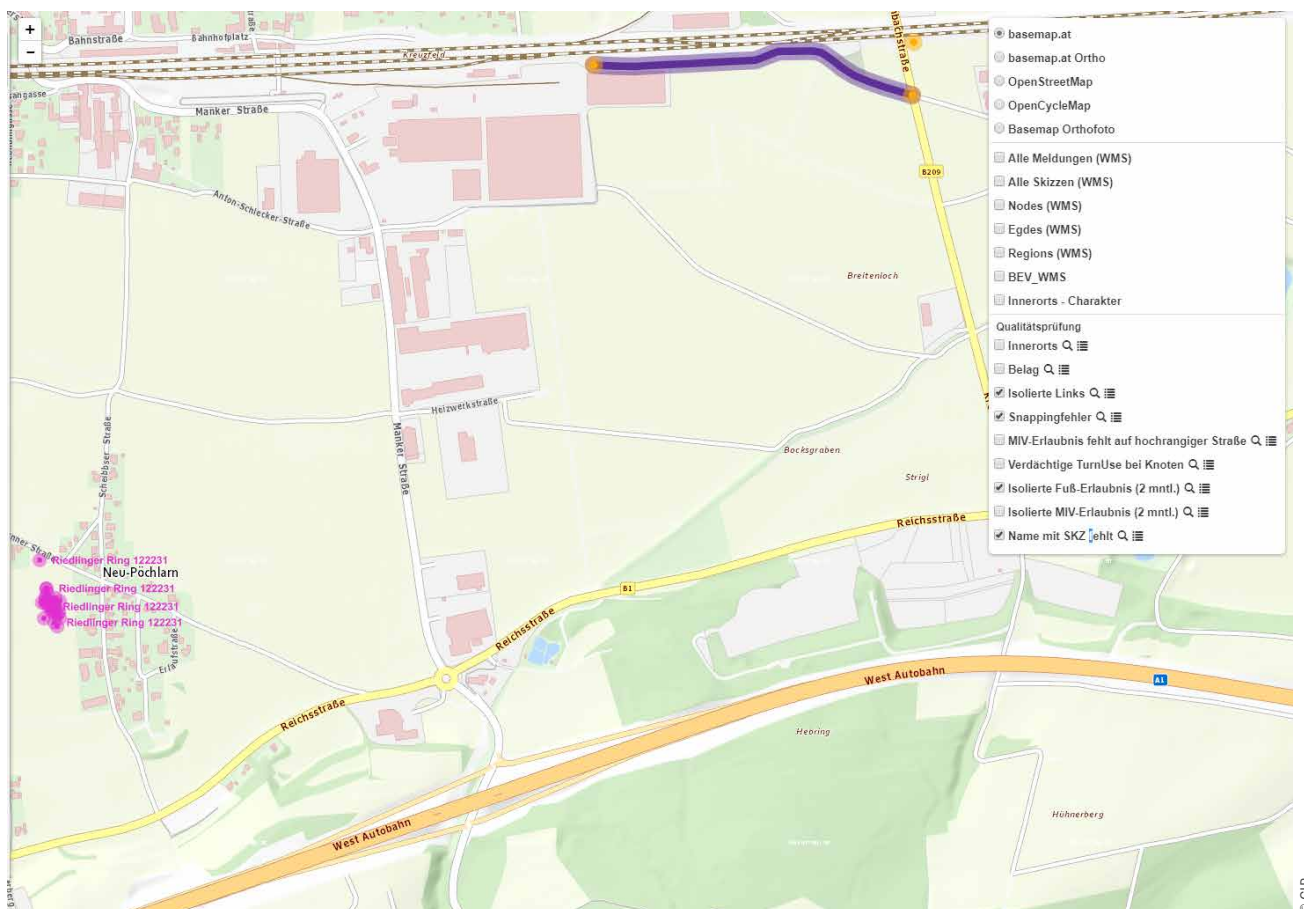 +
−
Bahnstraße
Bahnhofplatz
Kreuzfeld
Manker Straße
Anton-Schlecker-Straße
B209
Breitenloch
Heizwerkstraße
Manker Straße
Scheibbser Straße
Bocksgraben
Strigl
Reichsstraße
Riedlinger Ring 122231
Neu-Pöchlarn
Riedlinger Ring 122231
Riedlinger Ring 122231
Riedlinger Ring 122231
B1
Reichsstraße
Reichsstraße
West Autobahn
A1
Hebring
Hühnerberg
West Autobahn
basemap.at
basemap.at Ortho
OpenStreetMap
OpenCycleMap
Basemap Orthofoto
Alle Meldungen (WMS)
Alle Skizzen (WMS)
Nodes (WMS)
Egdes (WMS)
Regions (WMS)
BEV_WMS
Innerorts - Charakter
Qualitätsprüfung
Innerorts
Belag
Isolierte Links
Snappingfehler
MIV-Erlaubnis fehlt auf hochrangiger Straße
Verdächtige TurnUse bei Knoten
Isolierte Fuß-Erlaubnis (2 mntl.)
Isolierte MIV-Erlaubnis (2 mntl.)
Name mit SKZ fehlt